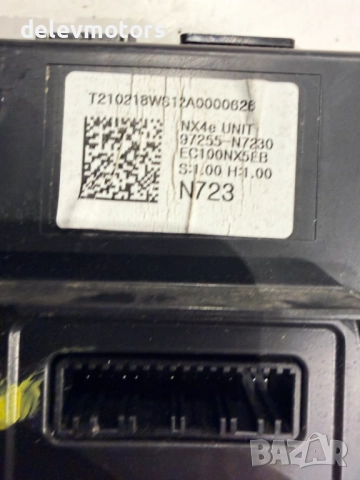 delevmotors
T210218WS12A0000628
NX4e UNIT
97255-N7230
EC100NX5EB
S:1.00 H:1.00
N723
BAZAR